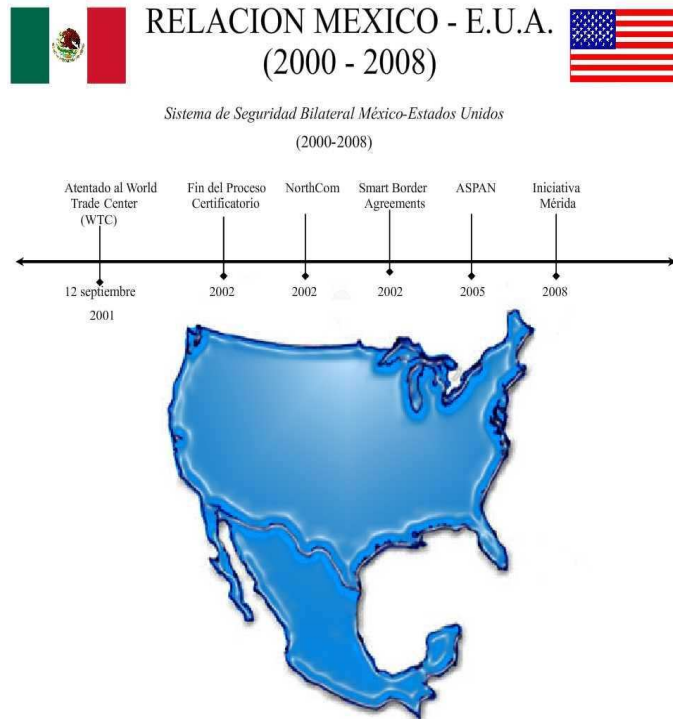 RELACION MEXICO - E.U.A.
(2000 - 2008)
Sistema de Seguridad Bilateral México-Estados Unidos
(2000-2008)
Atentado al World
Trade Center
(WTC)
Fin del Proceso
Certificatorio
NorthCom
Smart Border
Agreements
ASPAN
Iniciativa
Mérida
12 septiembre
2001
2002
2002
2002
2005
2008